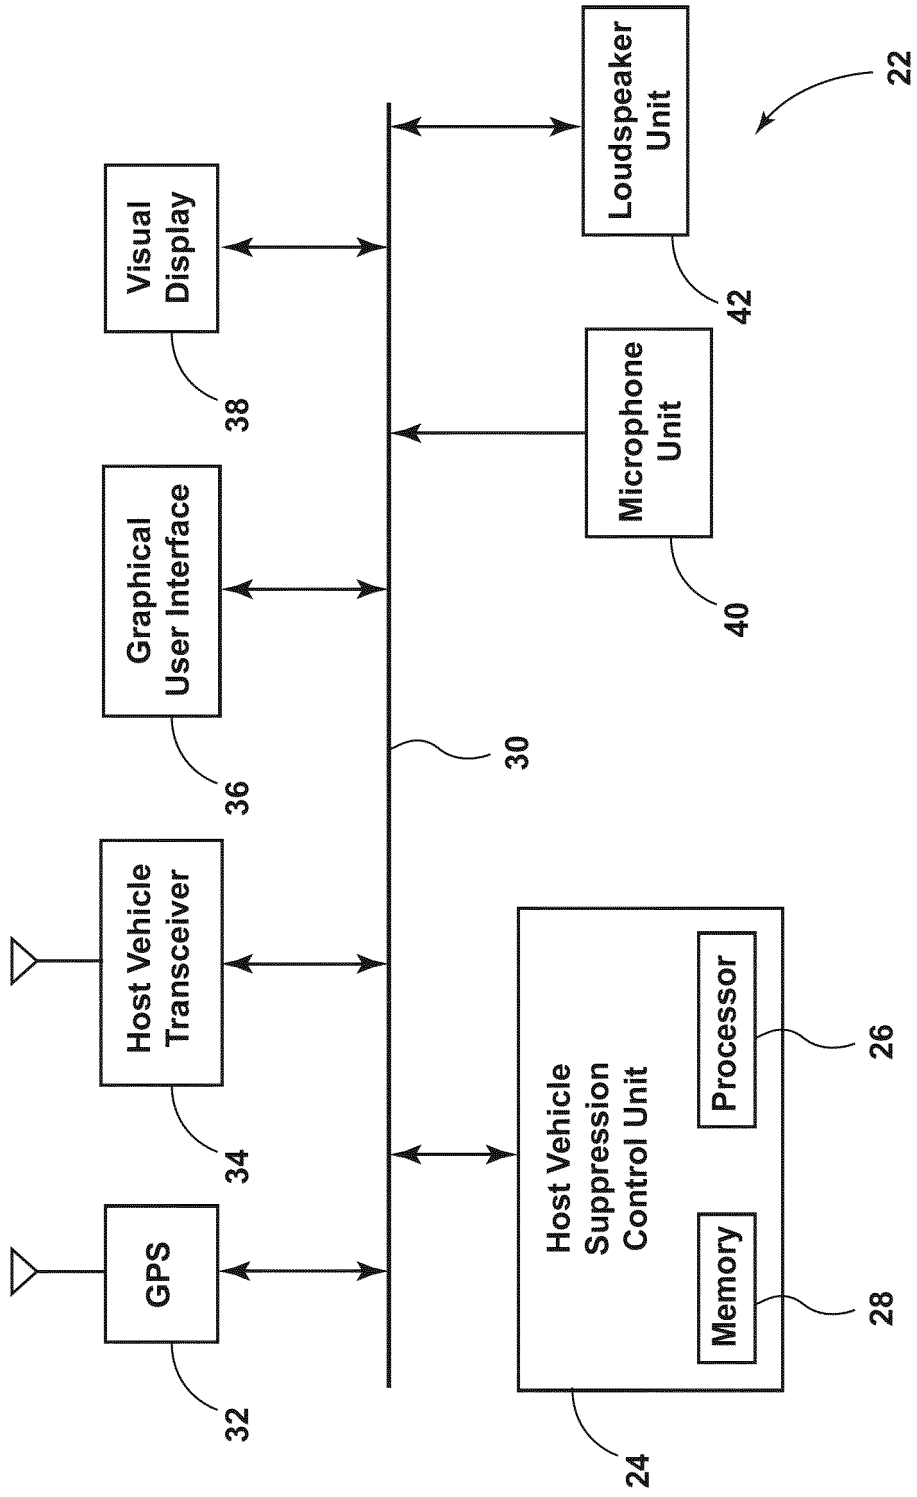 GPS
32
Host Vehicle
Transceiver
34
Graphical
User Interface
36
Visual
Display
38
30
Host Vehicle
Suppression
Control Unit
Memory
28
Processor
26
24
Microphone
Unit
40
Loudspeaker
Unit
42
22